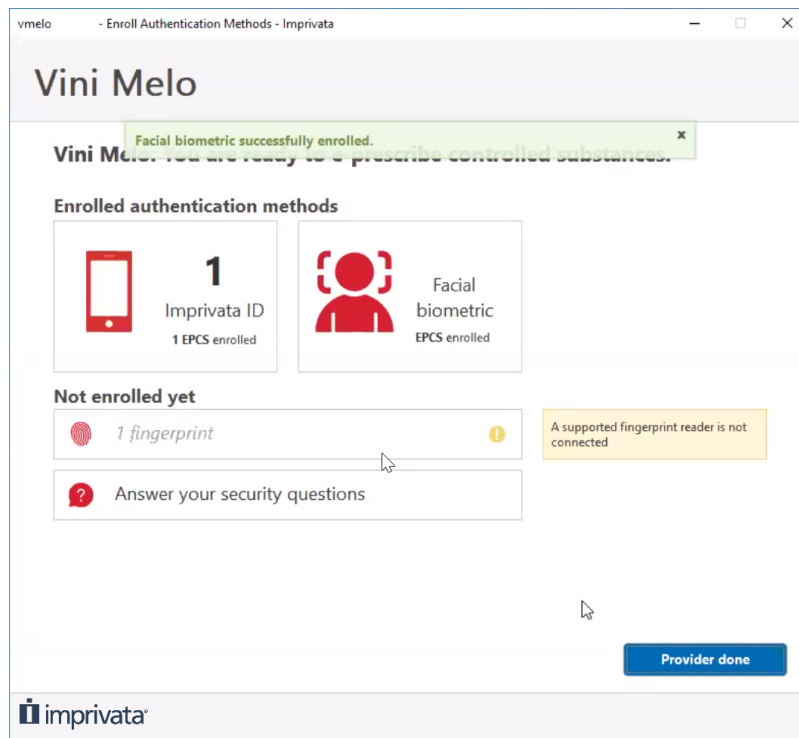 vmelo - Enroll Authentication Methods - Imprivata
Vini Melo
Facial biometric successfully enrolled. x
Vini Melo: You are ready to e-prescribe controlled substances.
Enrolled authentication methods
1
Imprivata ID
1 EPCS enrolled
Facial
biometric
EPCS enrolled
Not enrolled yet
1 fingerprint
A supported fingerprint reader is not
connected
Answer your security questions
Provider done
imprivata®